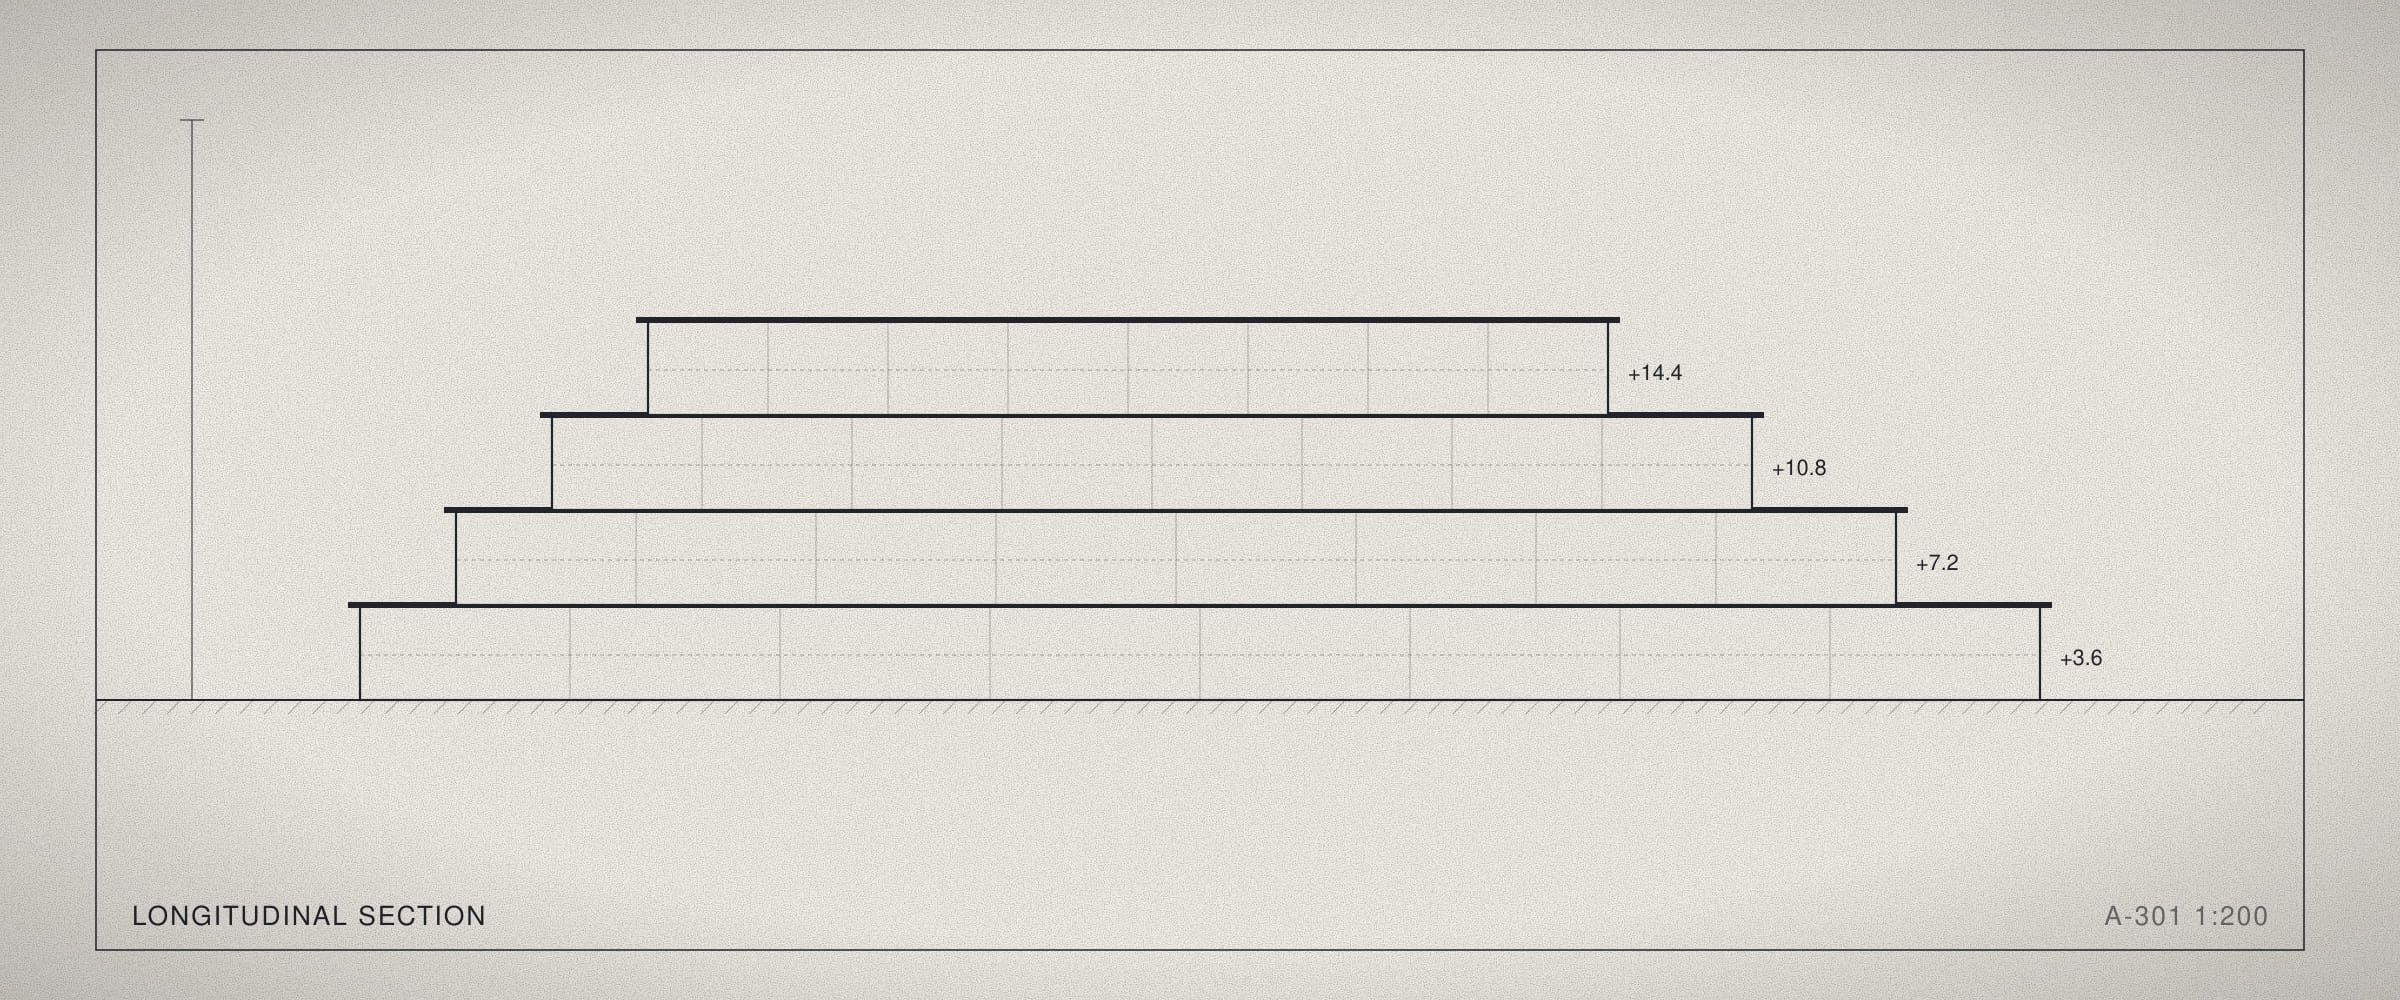 +14.4
+10.8
+7.2
+3.6
LONGITUDINAL SECTION
A-301 1:200